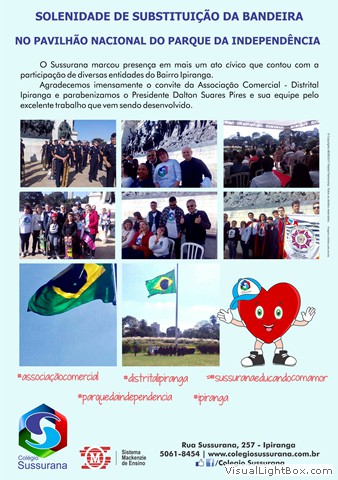 SOLENIDADE DE SUBSTITUIÇÃO DA BANDEIRA
NO PAVILHÃO NACIONAL DO PARQUE DA INDEPENDÊNCIA
O Sussurana marcou presença em mais um ato cívico que contou com a
participação de diversas entidades do Bairro Ipiranga.
Agradecemos imensamente o convite da Associação Comercial - Distrital
Ipiranga e parabenizamos o Presidente Dalton Soares Pires e sua equipe pelo
excelente trabalho que vem sendo desenvolvido.
#associaçãocomercial
#distritalipiranga
#sussuranaeducandocomamor
#parquedaindependencia
#ipiranga
Colégio
Sussurana
Sistema
Mackenzie
de Ensino
Rua Sussurana, 257 - Ipiranga
5061-8454 | www.colegiosussurana.com.br
/Colegio Sussurana
VisualLightBox.com